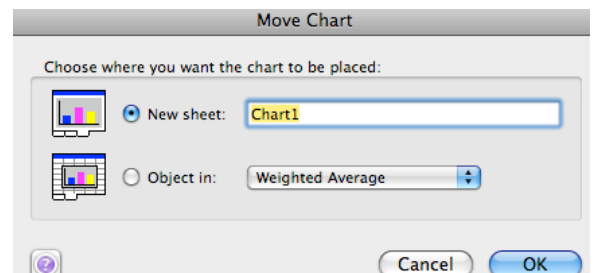 Move Chart
Choose where you want the chart to be placed:
New sheet: Chart1
Object in: Weighted Average
?
Cancel OK